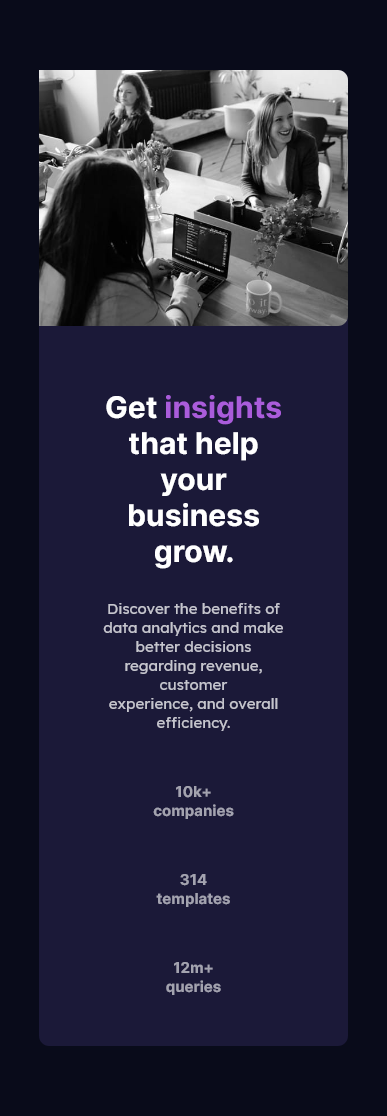 Get insights
that help
your
business
grow.
Discover the benefits of
data analytics and make
better decisions
regarding revenue,
customer
experience, and overall
efficiency.
10k+
companies
314
templates
12m+
queries